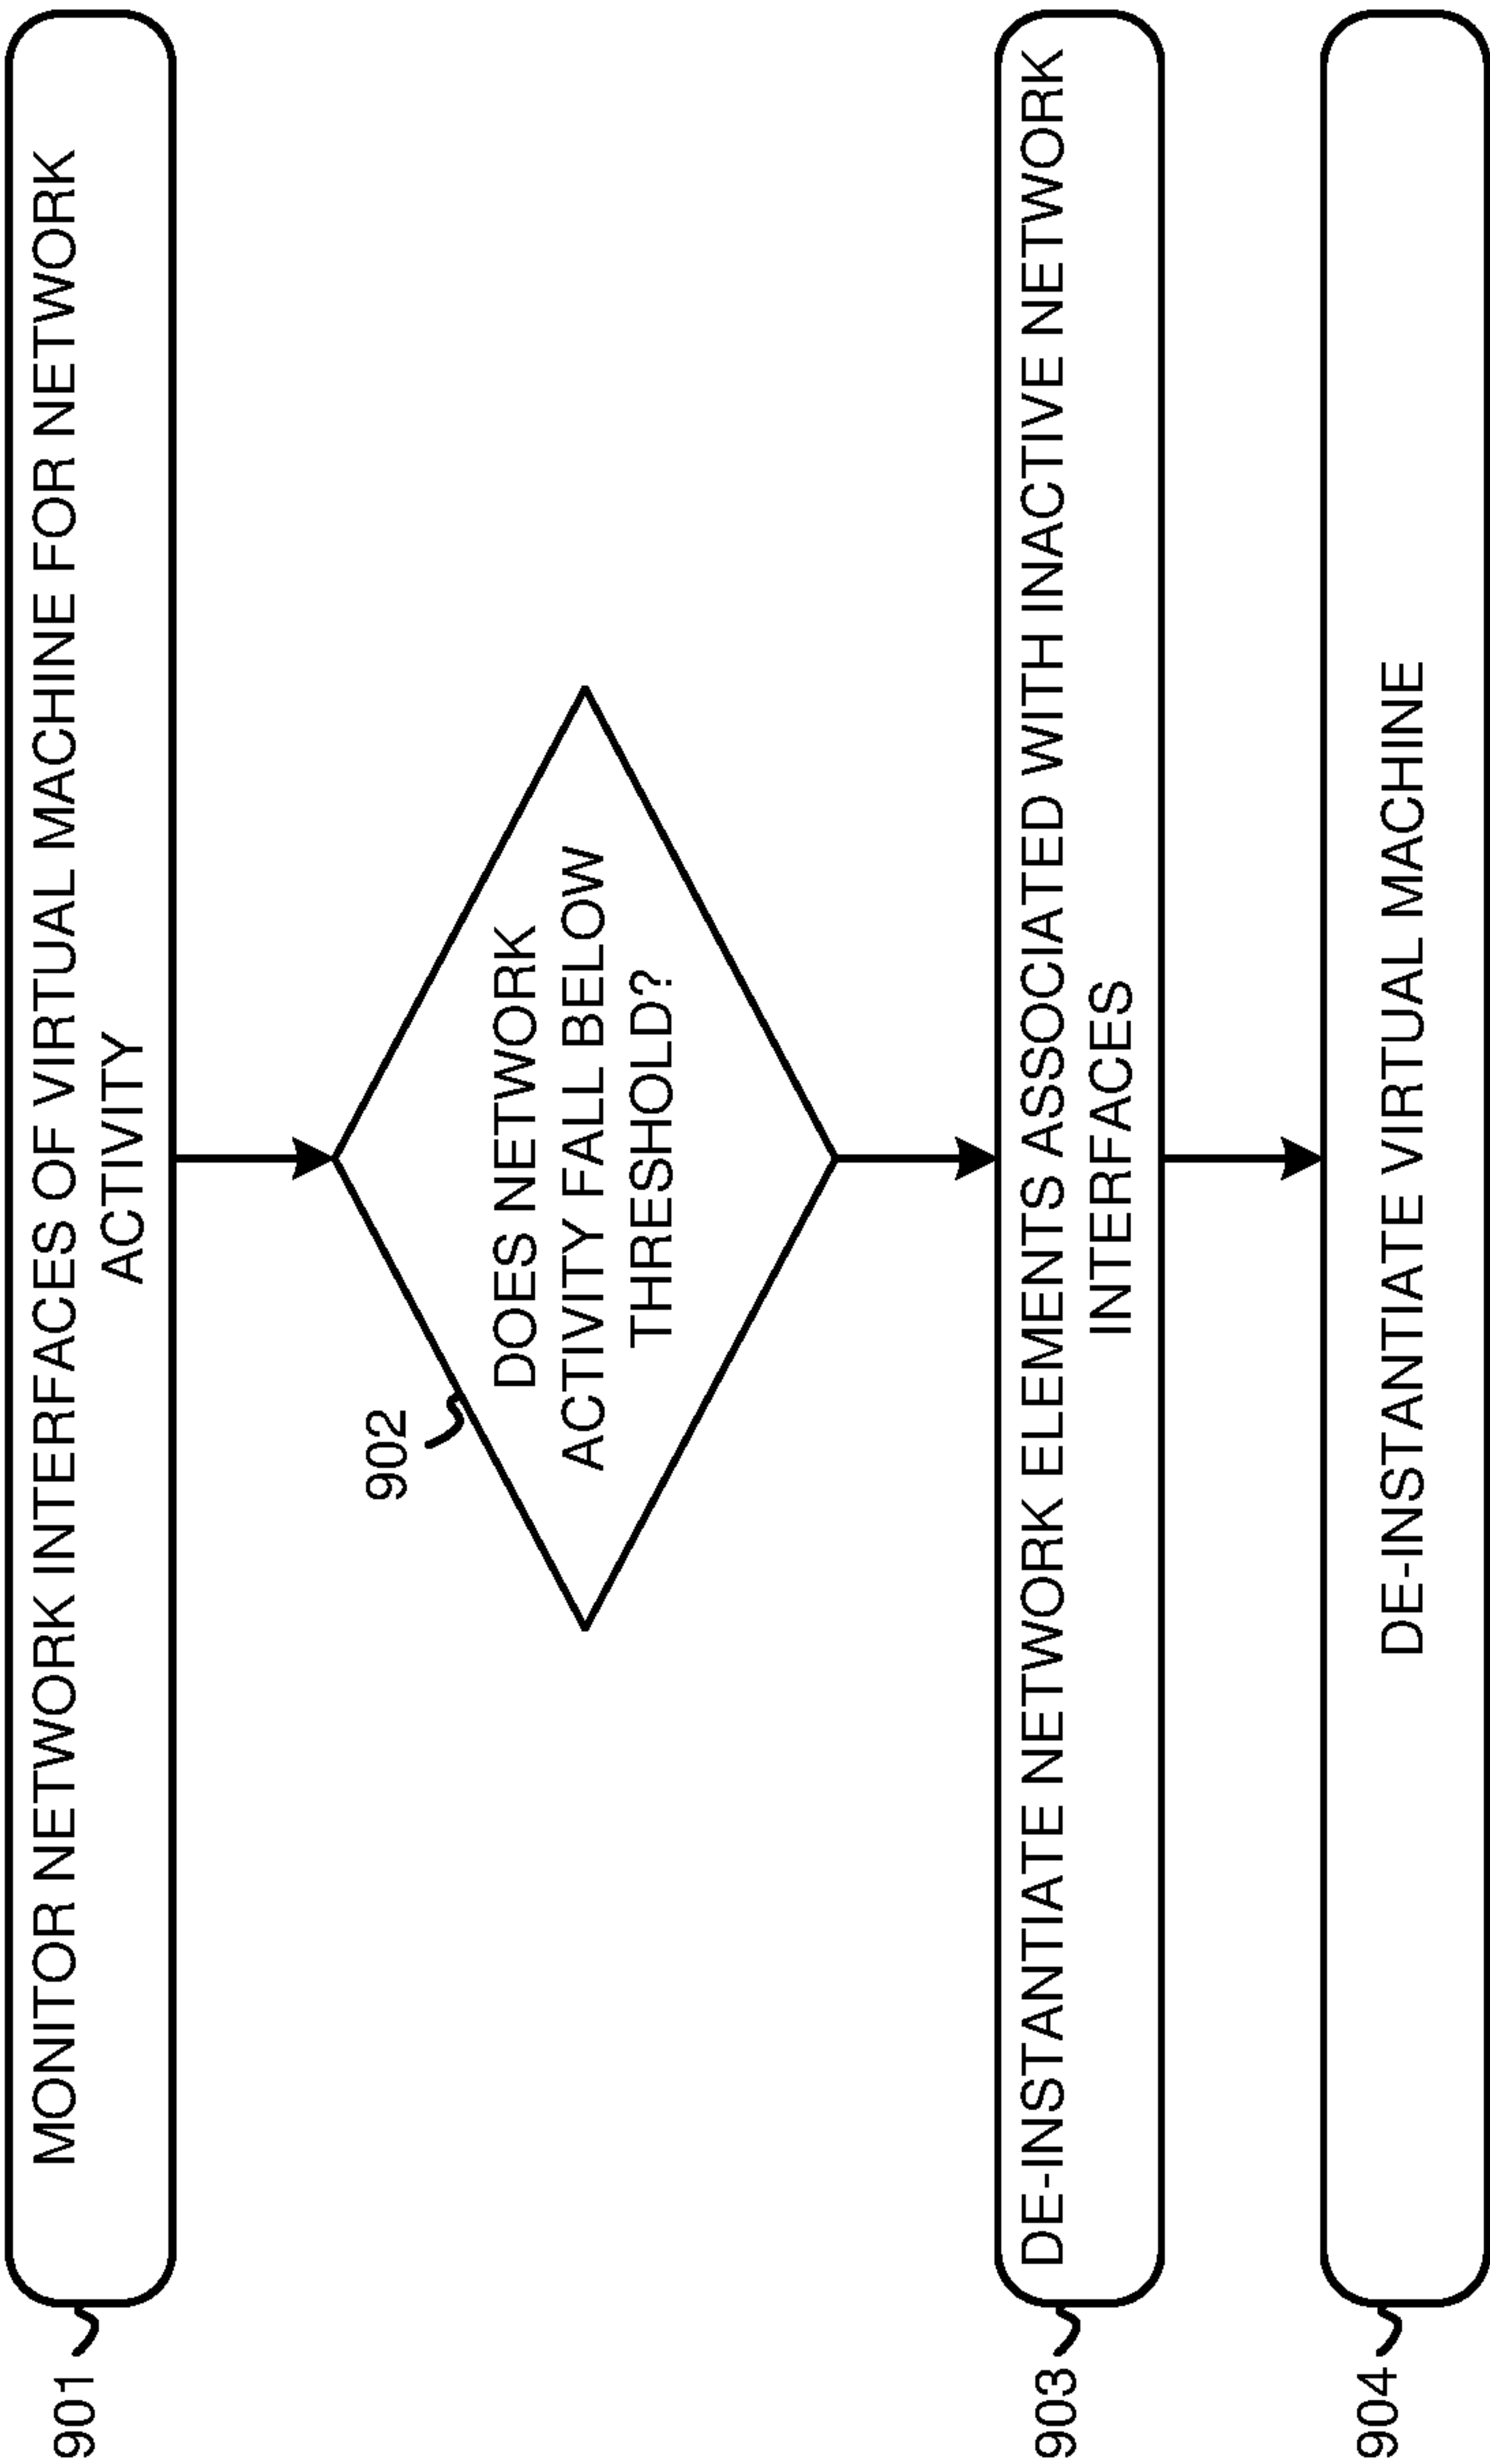 901
MONITOR NETWORK INTERFACES OF VIRTUAL MACHINE FOR NETWORK
ACTIVITY
902
DOES NETWORK
ACTIVITY FALL BELOW
THRESHOLD?
903
DE-INSTANTIATE NETWORK ELEMENTS ASSOCIATED WITH INACTIVE NETWORK
INTERFACES
904
DE-INSTANTIATE VIRTUAL MACHINE